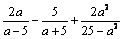 2a/(a − 5) − 5/(a + 5) + 2a²/(25 − a²)